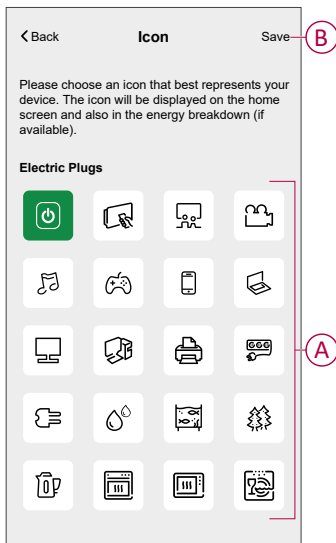 Back Icon Save B
Please choose an icon that best represents your
device. The icon will be displayed on the home
screen and also in the energy breakdown (if
available).
Electric Plugs
A